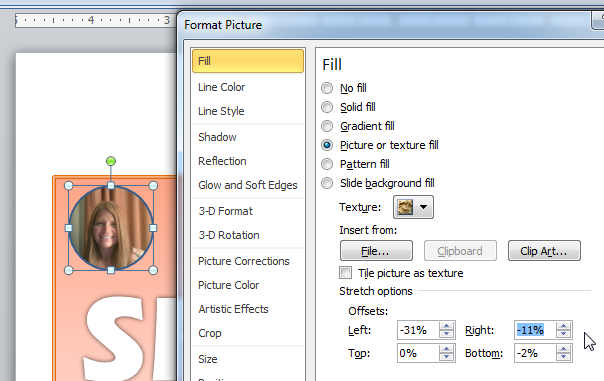 5 4 3
Format Picture
Fill
Line Color
Line Style
Shadow
Reflection
Glow and Soft Edges
3-D Format
3-D Rotation
Picture Corrections
Picture Color
Artistic Effects
Crop
Size
Fill
No fill
Solid fill
Gradient fill
Picture or texture fill
Pattern fill
Slide background fill
Texture:
Insert from:
File... Clipboard Clip Art...
Tile picture as texture
Stretch options
Offsets:
Left: -31% Right: -11%
Top: 0% Bottom: -2%